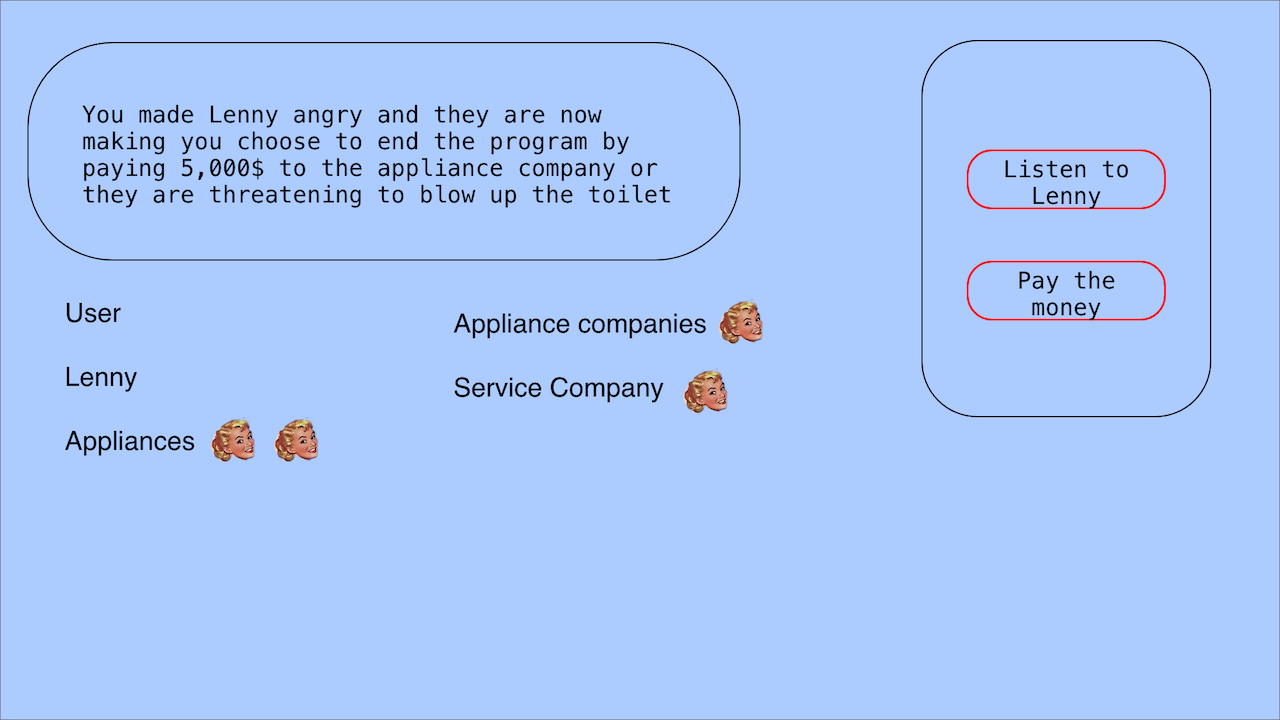 You made Lenny angry and they are now
making you choose to end the program by
paying 5,000$ to the appliance company or
they are threatening to blow up the toilet
Listen to
Lenny
Pay the
money
User
Lenny
Appliances
Appliance companies
Service Company